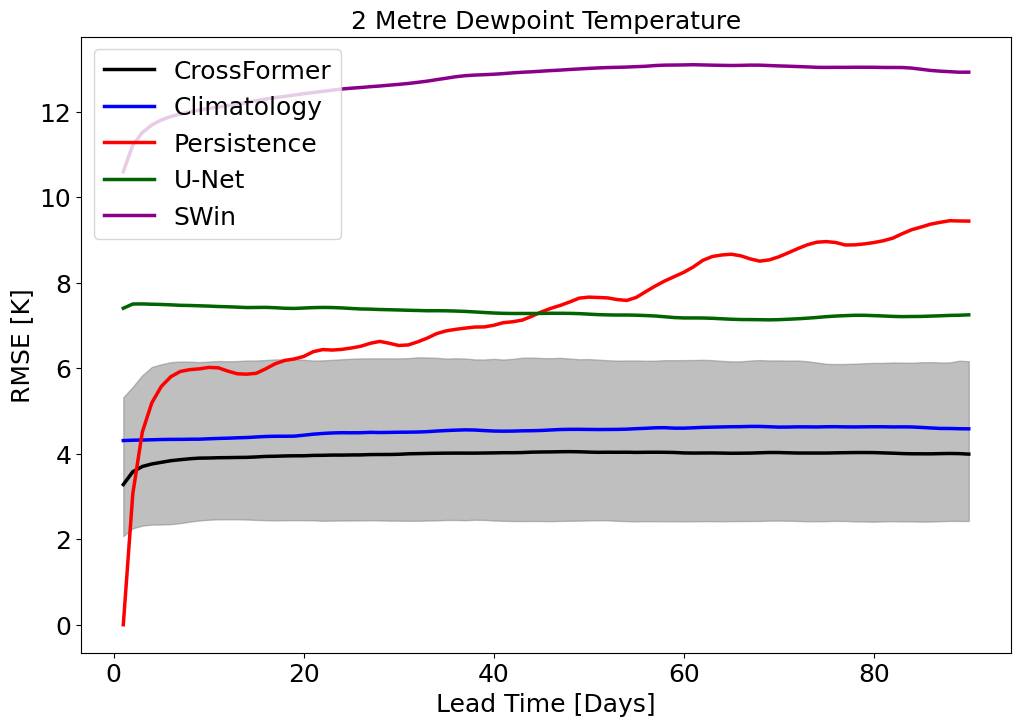 2 Metre Dewpoint Temperature
CrossFormer
Climatology
Persistence
U-Net
SWin
RMSE [K]
12
10
8
6
4
2
0
0 20 40 60 80
Lead Time [Days]